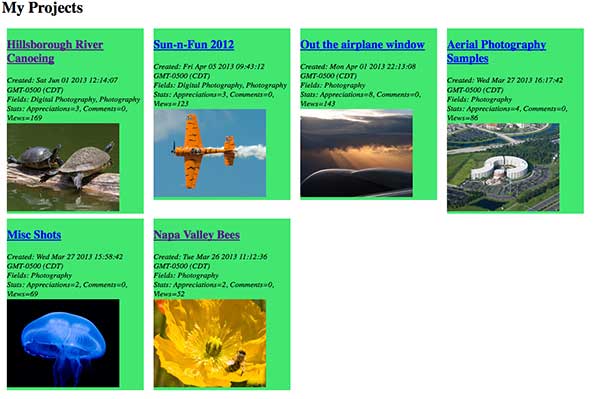 My Projects
Hillsborough River
Canoeing
Created: Sat Jun 01 2013 12:14:07
GMT-0500 (CDT)
Fields: Digital Photography, Photography
Stats: Appreciations=3, Comments=0,
Views=169
Sun-n-Fun 2012
Created: Fri Apr 05 2013 09:43:12
GMT-0500 (CDT)
Fields: Digital Photography, Photography
Stats: Appreciations=3, Comments=0,
Views=123
Out the airplane window
Created: Mon Apr 01 2013 22:13:08
GMT-0500 (CDT)
Fields: Photography
Stats: Appreciations=8, Comments=0,
Views=143
Aerial Photography
Samples
Created: Wed Mar 27 2013 16:17:42
GMT-0500 (CDT)
Fields: Photography
Stats: Appreciations=4, Comments=0,
Views=86
Misc Shots
Created: Wed Mar 27 2013 15:58:42
GMT-0500 (CDT)
Fields: Photography
Stats: Appreciations=2, Comments=0,
Views=69
Napa Valley Bees
Created: Tue Mar 26 2013 11:12:36
GMT-0500 (CDT)
Fields: Photography
Stats: Appreciations=2, Comments=0,
Views=52